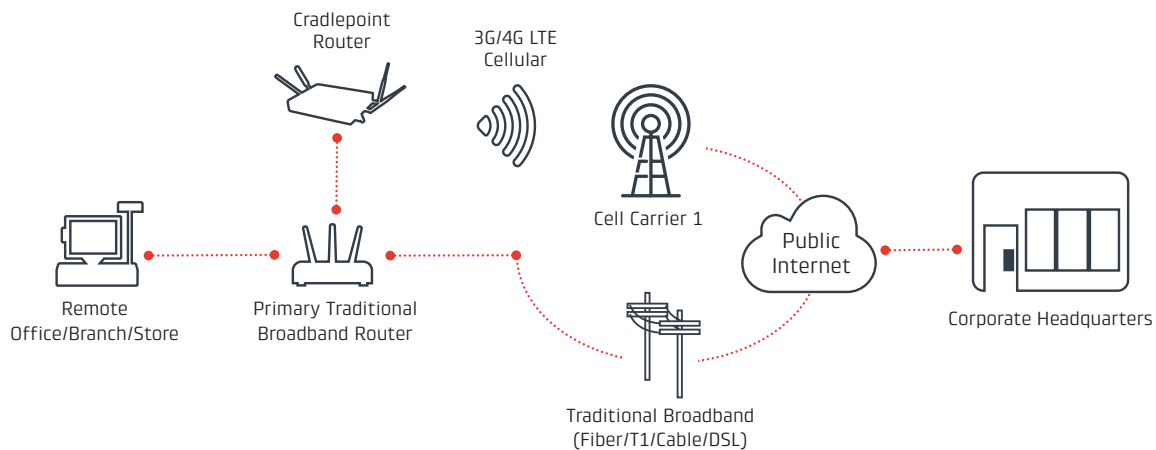 Cradlepoint
Router
3G/4G LTE
Cellular
Cell Carrier 1
Public
Internet
Remote
Office/Branch/Store
Primary Traditional
Broadband Router
Corporate Headquarters
Traditional Broadband
(Fiber/T1/Cable/DSL)